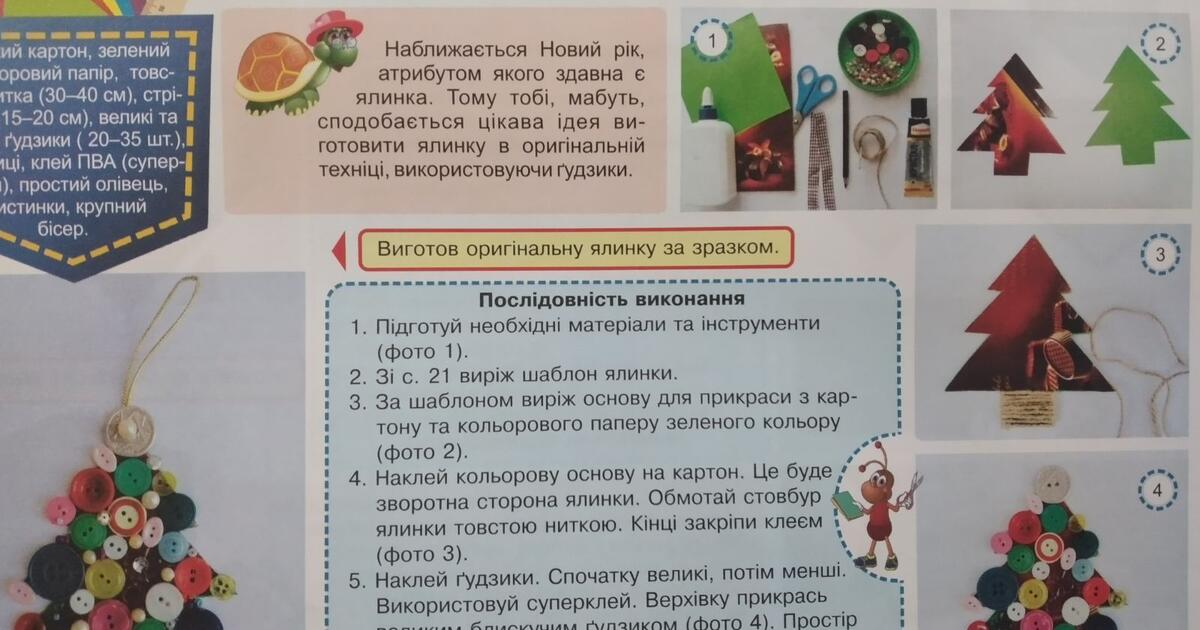 картон, зелений
папір, товс-
(30–40 см), стрі-
15–20 см), великі та
ґудзики ( 20–35 шт.),
клей ПВА (супер-
простий олівець,
крупний
бісер.
Наближається Новий рік,
атрибутом якого здавна є
ялинка. Тому тобі, мабуть,
сподобається цікава ідея ви-
готовити ялинку в оригінальній
техніці, використовуючи ґудзики.
1
2
Виготов оригінальну ялинку за зразком.
3
Послідовність виконання
1. Підготуй необхідні матеріали та інструменти
(фото 1).
2. Зі с. 21 виріж шаблон ялинки.
3. За шаблоном виріж основу для прикраси з кар-
тону та кольорового паперу зеленого кольору
(фото 2).
4. Наклей кольорову основу на картон. Це буде
зворотна сторона ялинки. Обмотай стовбур
ялинки товстою ниткою. Кінці закріпи клеєм
(фото 3).
5. Наклей ґудзики. Спочатку великі, потім менші.
Використовуй суперклей. Верхівку прикрась
великим блискучим ґудзиком (фото 4). Простір
4